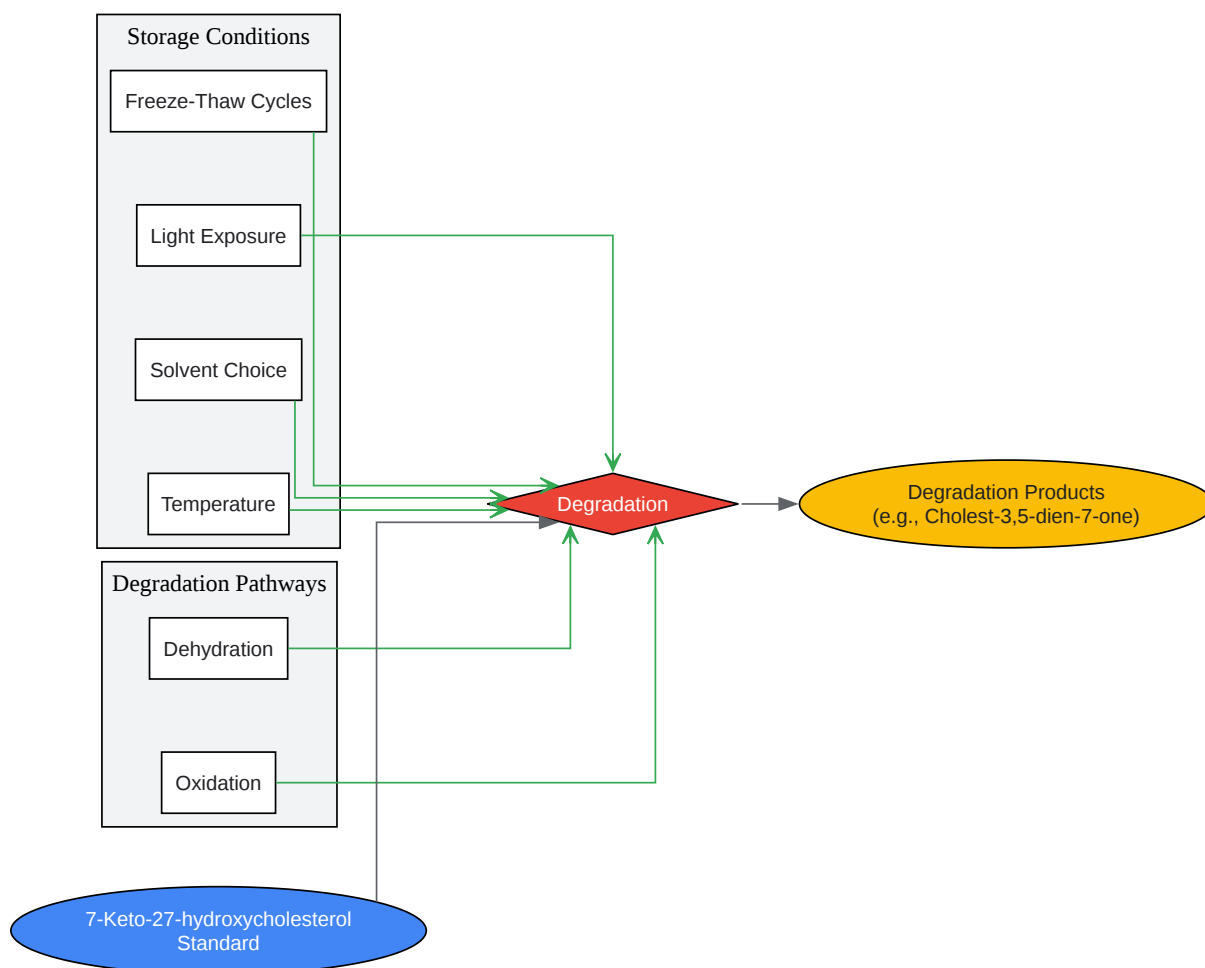 Storage Conditions
Freeze-Thaw Cycles
Light Exposure
Solvent Choice
Temperature
Degradation
Degradation Products
(e.g., Cholest-3,5-dien-7-one)
Degradation Pathways
Dehydration
Oxidation
7-Keto-27-hydroxycholesterol
Standard